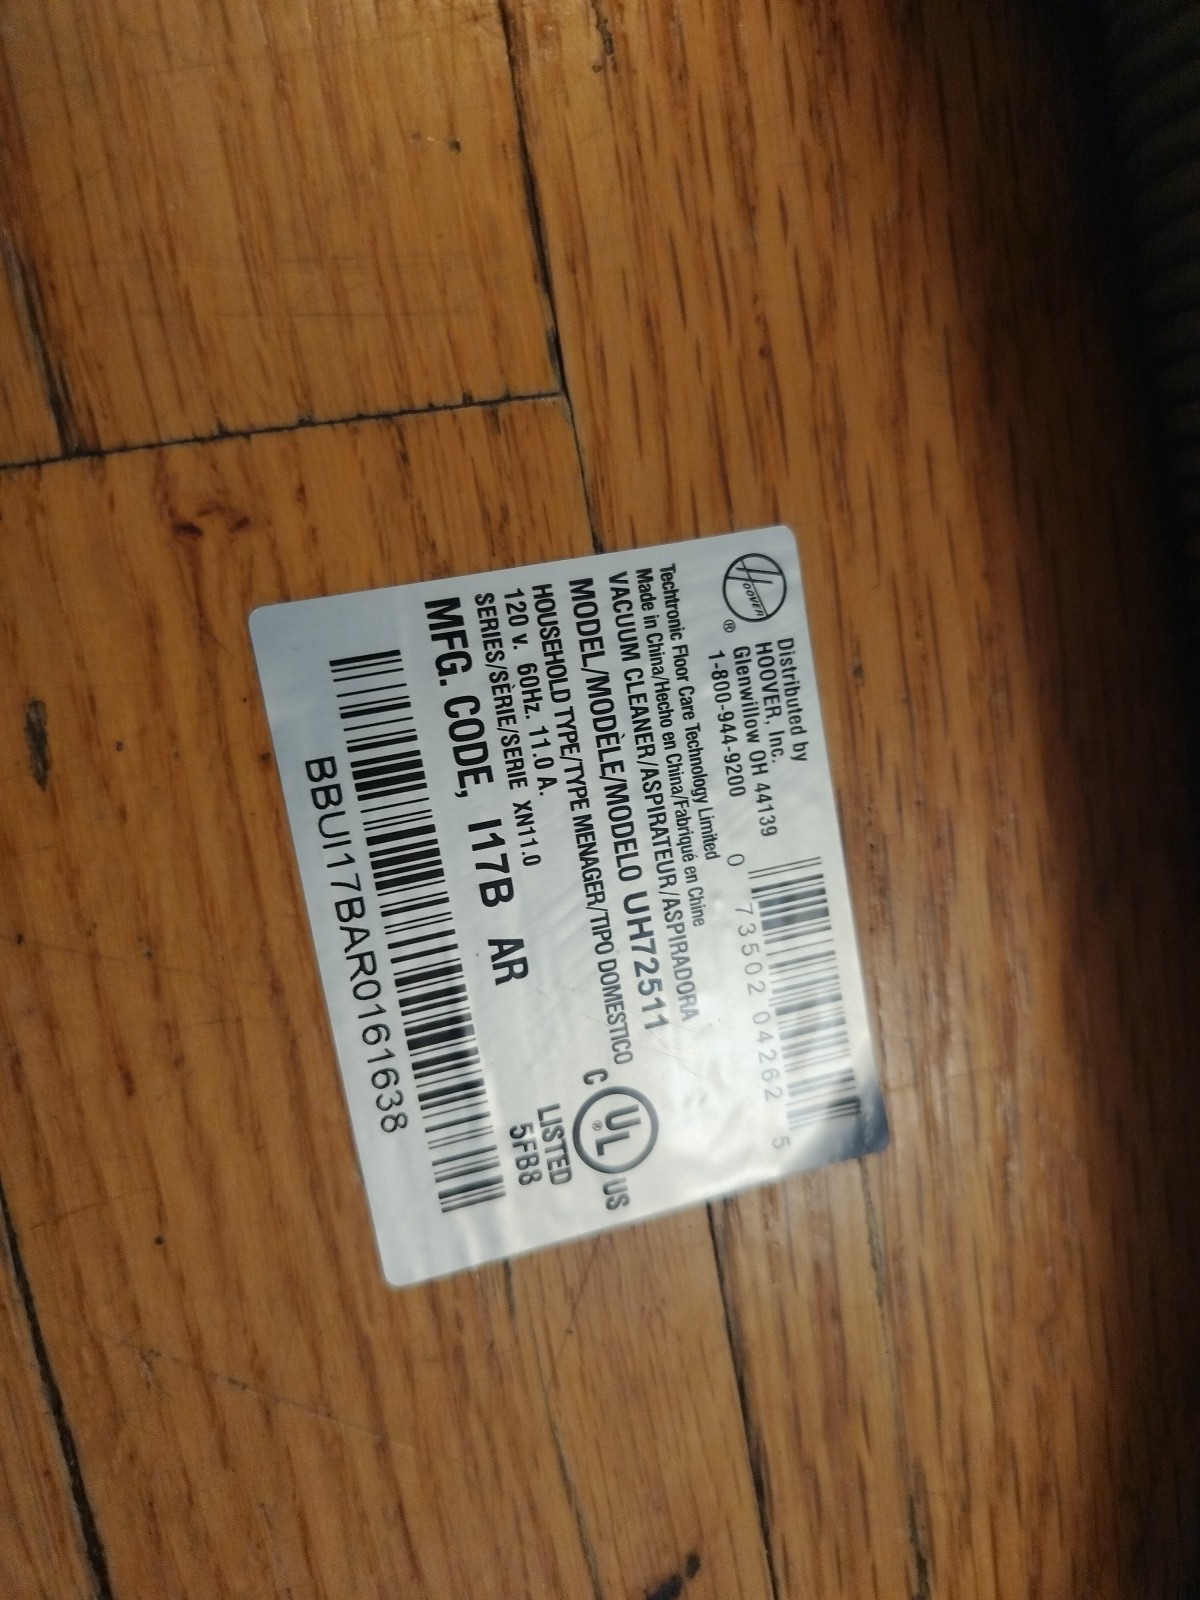 HOOVER ®
Distributed by
HOOVER, Inc.
Glenwillow OH 44139
1-800-944-9200
0 73502 04262 5
Techtronic Floor Care Technology Limited
Made in China/Hecho en China/Fabriqué en Chine
VACUUM CLEANER/ASPIRATEUR/ASPIRADORA
MODEL/MODÈLE/MODELO UH72511
HOUSEHOLD TYPE/TYPE MENAGER/TIPO DOMESTICO
120 v. 60Hz. 11.0 A.
SERIES/SÈRIE/SERIE XN11.0
C UL ® US
LISTED
5FB8
MFG. CODE, I17B AR
BBUI17BAR0161638